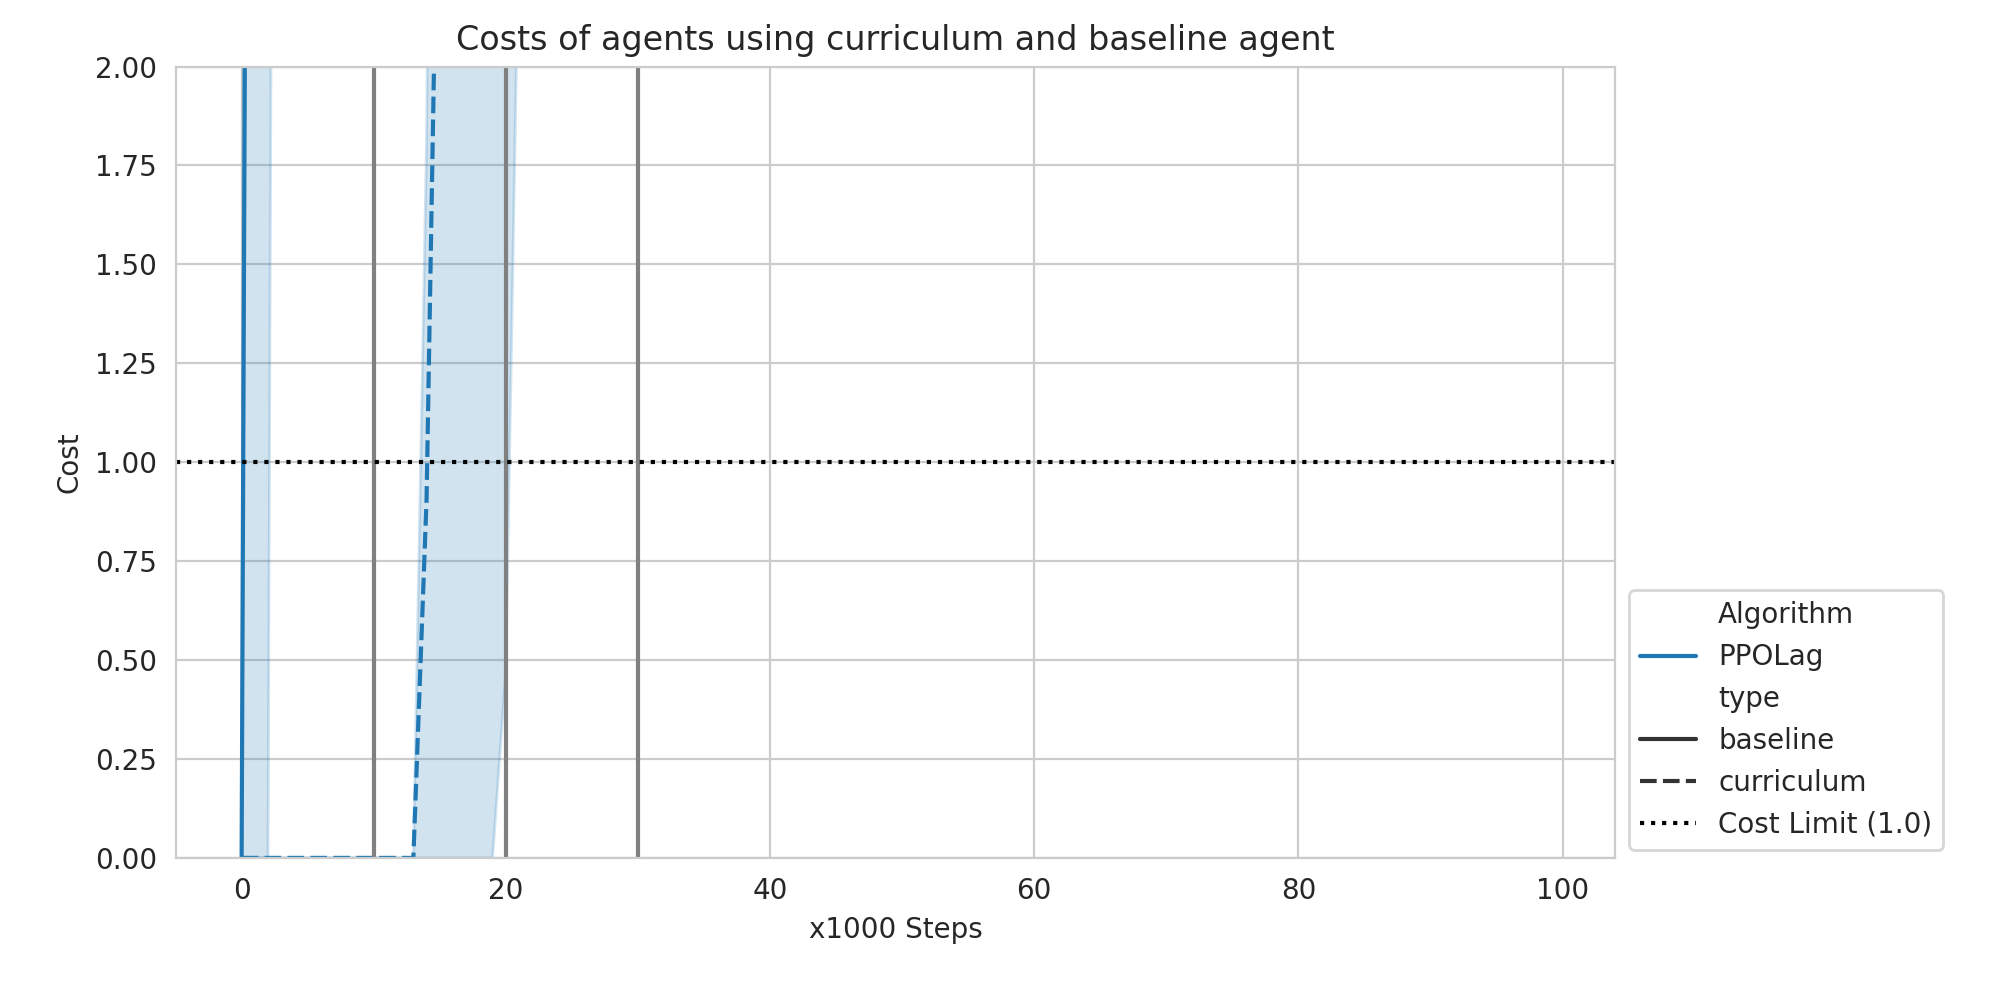 Costs of agents using curriculum and baseline agent
2.00
1.75
1.50
1.25
1.00
0.75
0.50
0.25
0.00
Cost
0 20 40 60 80 100
x1000 Steps
Algorithm
PPOLag
type
baseline
curriculum
Cost Limit (1.0)